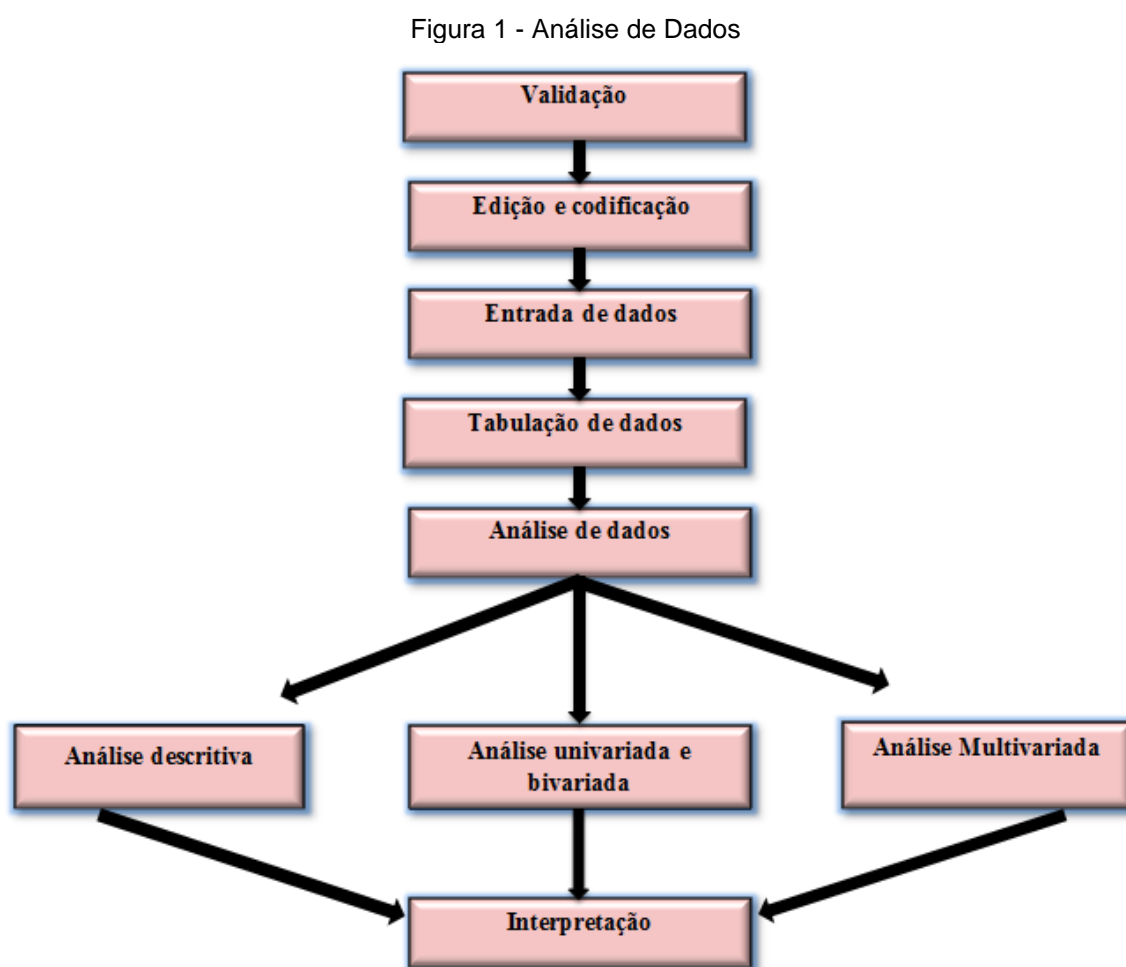 Figura 1 - Análise de Dados
Validação
Edição e codificação
Entrada de dados
Tabulação de dados
Análise de dados
Análise descritiva
Análise univariada e
bivariada
Análise Multivariada
Interpretação